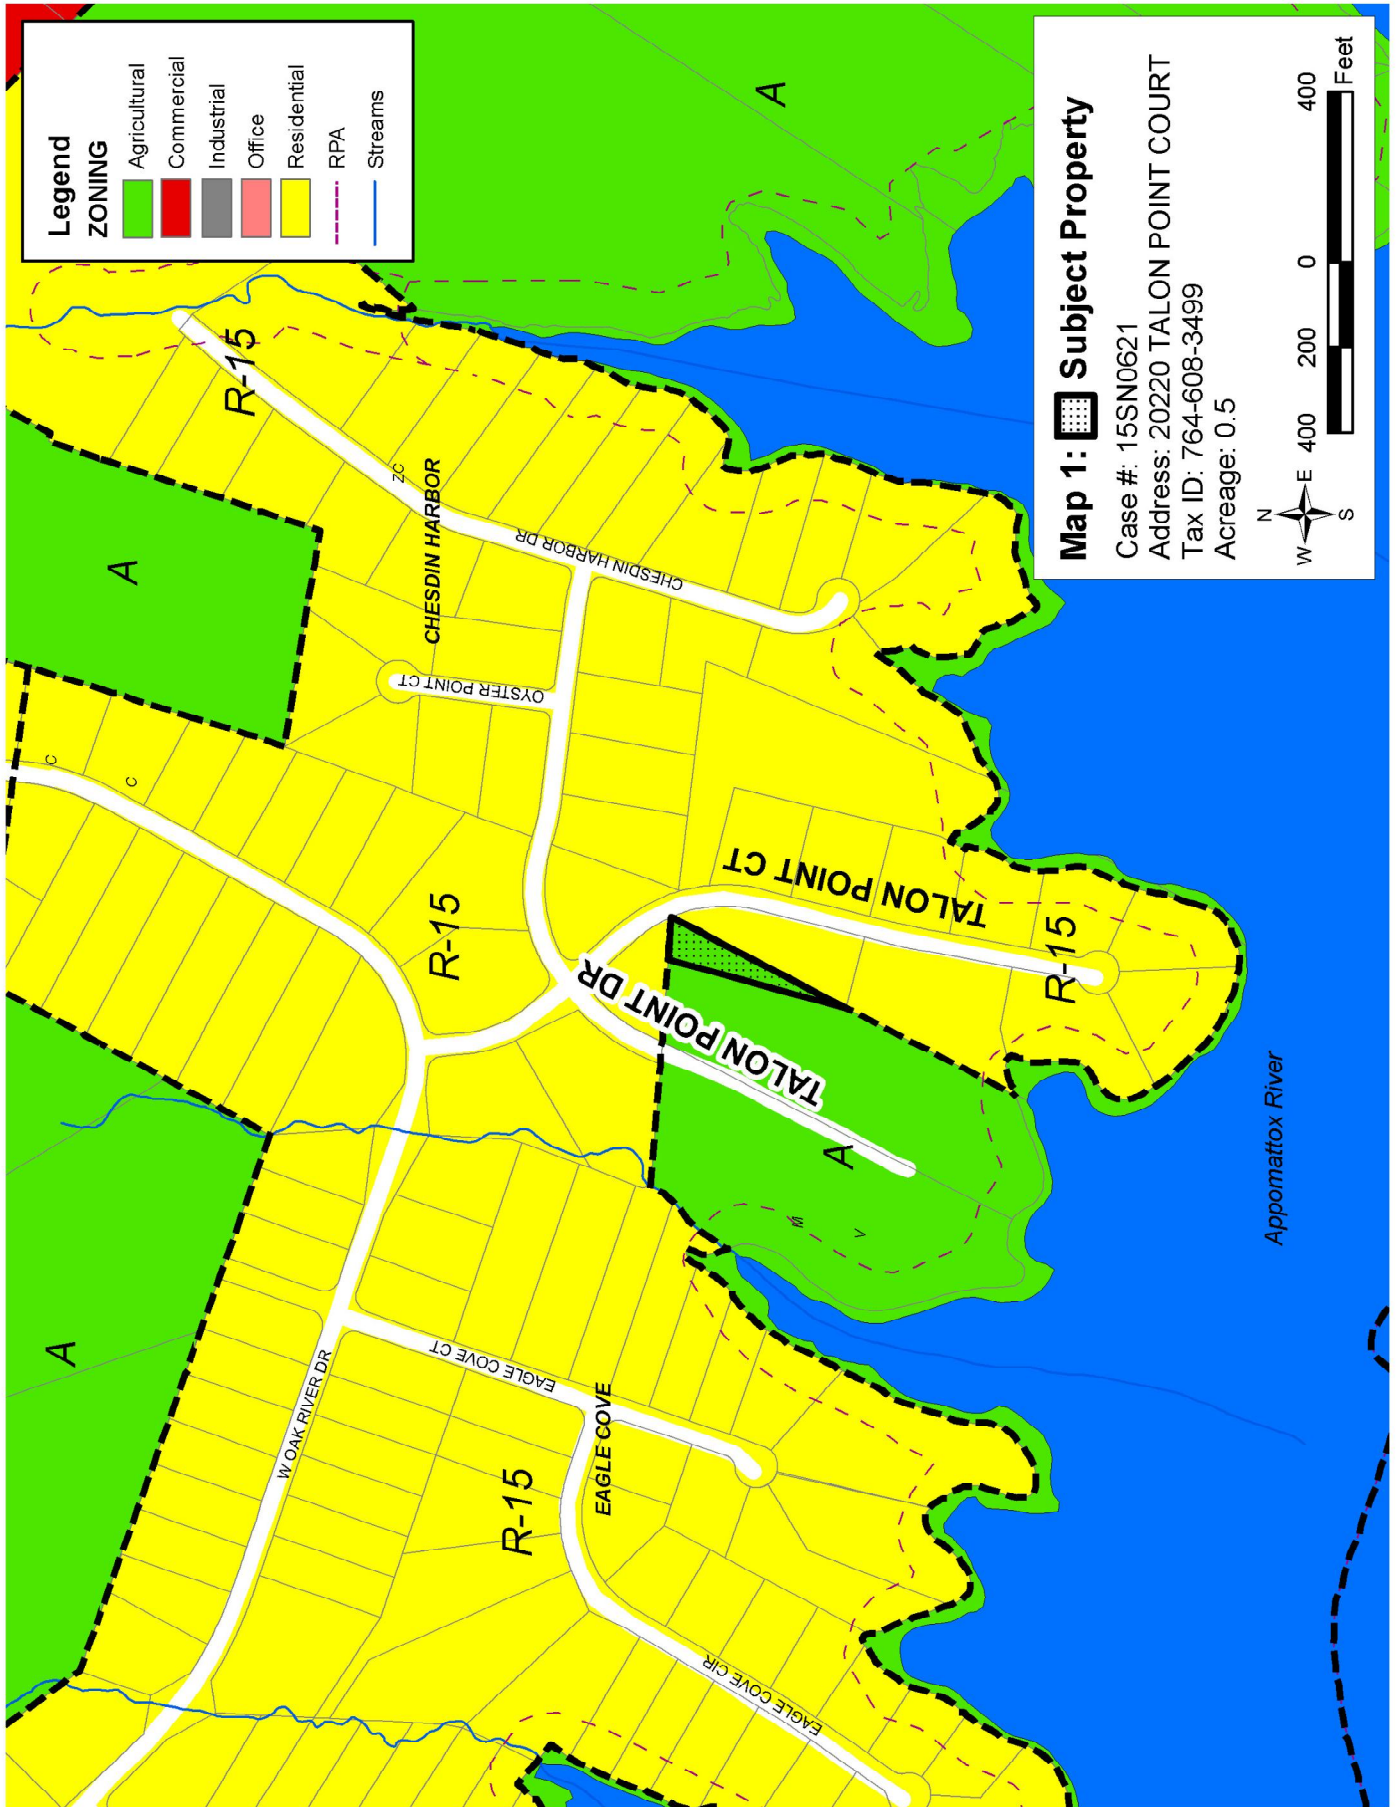 Legend
ZONING
Agricultural
Commercial
Industrial
Office
Residential
RPA
Streams
A
A
A
A
R-15
ZC
CHESDIN HARBOR
CHESDIN HARBOR DR
OYSTER POINT CT
C
C
R-15
TALON POINT CT
TALON POINT DR
R-15
A
M
V
W OAK RIVER DR
EAGLE COVE CT
EAGLE COVE
R-15
EAGLE COVE CIR
Appomattox River
Map 1: Subject Property
Case #: 15SN0621
Address: 20220 TALON POINT COURT
Tax ID: 764-608-3499
Acreage: 0.5
N
W E
S
400 200 0 400
Feet